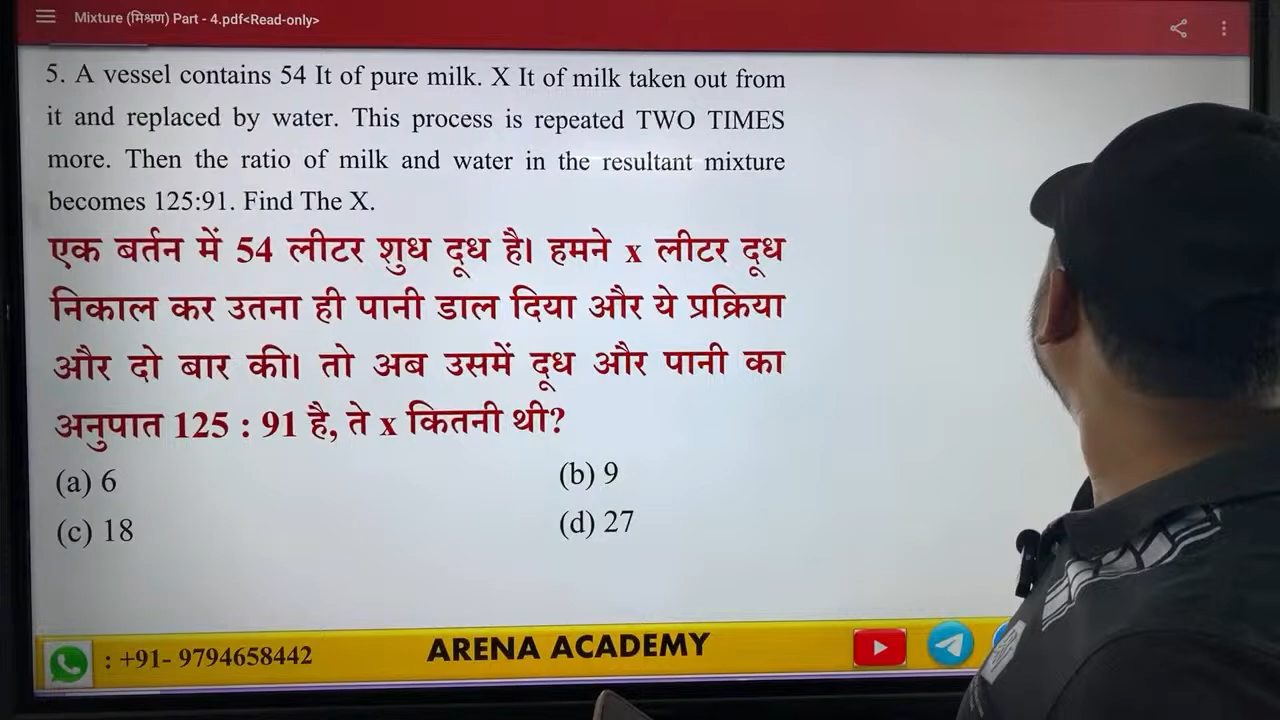 Mixture (मिश्रण) Part - 4.pdf<Read-only>
5. A vessel contains 54 It of pure milk. X It of milk taken out from
it and replaced by water. This process is repeated TWO TIMES
more. Then the ratio of milk and water in the resultant mixture
becomes 125:91. Find The X.
एक बर्तन में 54 लीटर शुध दूध है। हमने x लीटर दूध
निकाल कर उतना ही पानी डाल दिया और ये प्रक्रिया
और दो बार की। तो अब उसमें दूध और पानी का
अनुपात 125 : 91 है, ते x कितनी थी?
(a) 6
(b) 9
(c) 18
(d) 27
: +91- 9794658442
ARENA ACADEMY